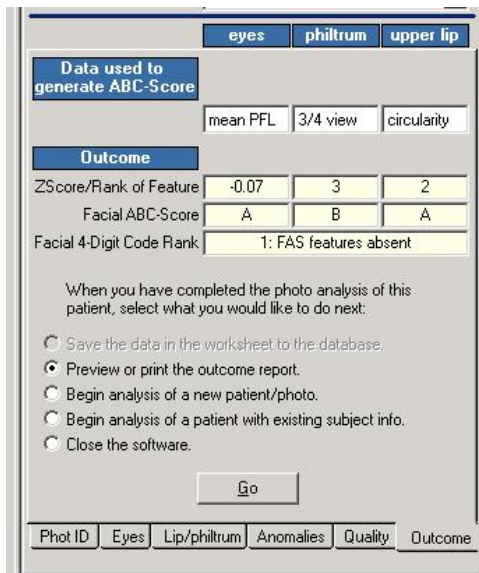 eyes philtrum upper lip
Data used to
generate ABC-Score
mean PFL 3/4 view circularity
Outcome
ZScore/Rank of Feature -0.07 3 2
Facial ABC-Score A B A
Facial 4-Digit Code Rank 1: FAS features absent
When you have completed the photo analysis of this
patient, select what you would like to do next:
Save the data in the worksheet to the database.
Preview or print the outcome report.
Begin analysis of a new patient/photo.
Begin analysis of a patient with existing subject info.
Close the software.
Go
Phot ID Eyes Lip/philtrum Anomalies Quality Outcome